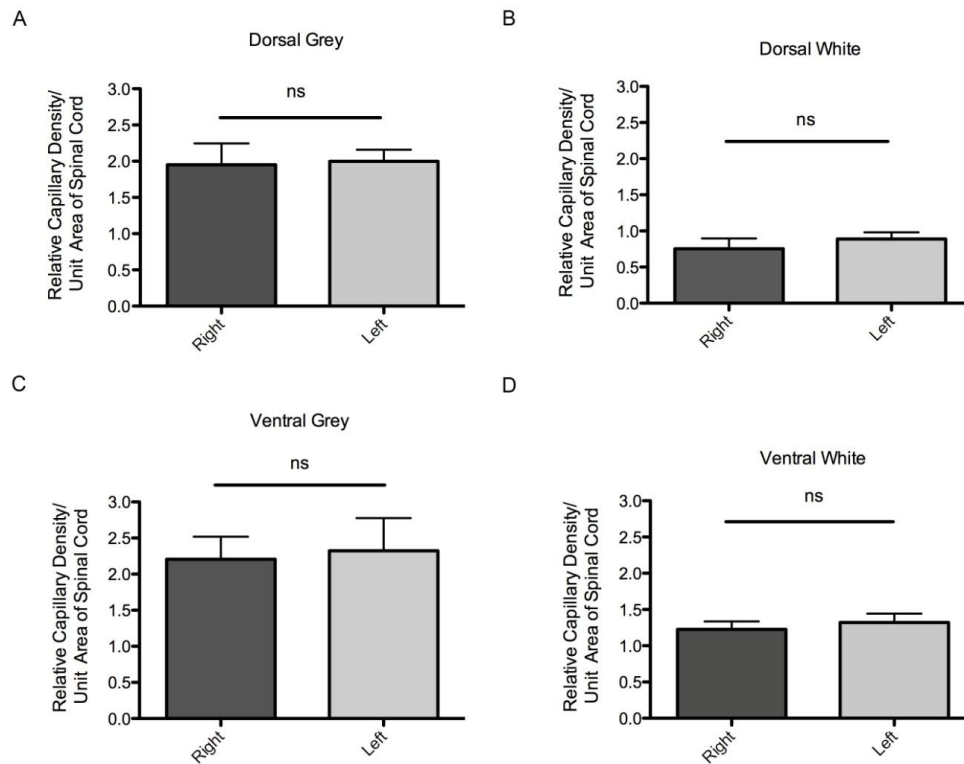 A
Dorsal Grey
Relative Capillary Density/
Unit Area of Spinal Cord
3.0
2.5
2.0
1.5
1.0
0.5
0.0
ns
Right
Left
B
Dorsal White
Relative Capillary Density/
Unit Area of Spinal Cord
3.0
2.5
2.0
1.5
1.0
0.5
0.0
ns
Right
Left
C
Ventral Grey
Relative Capillary Density/
Unit Area of Spinal Cord
3.0
2.5
2.0
1.5
1.0
0.5
0.0
ns
Right
Left
D
Ventral White
Relative Capillary Density/
Unit Area of Spinal Cord
3.0
2.5
2.0
1.5
1.0
0.5
0.0
ns
Right
Left